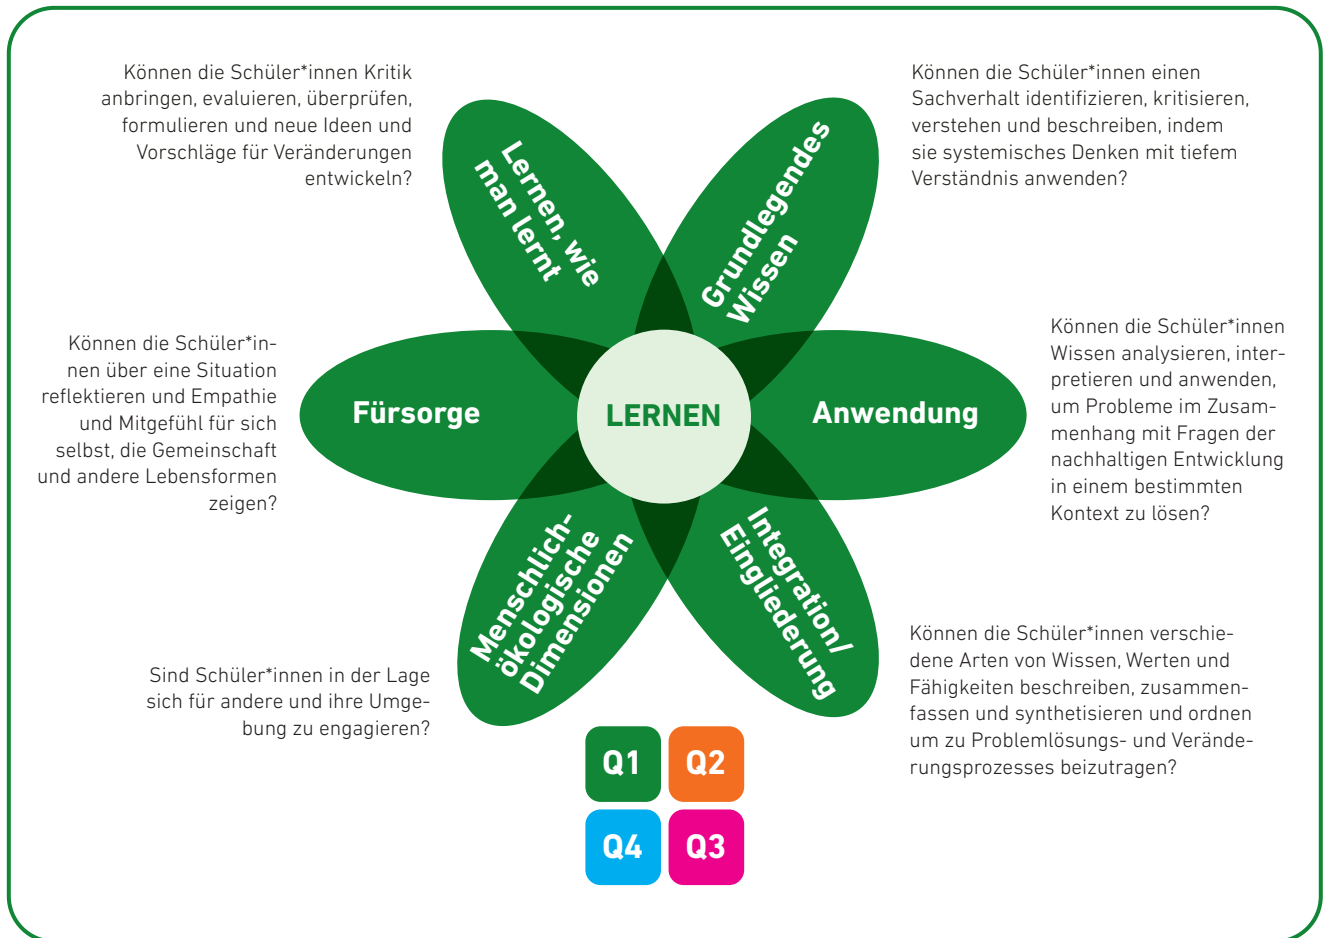 Können die Schüler*innen Kritik
anbringen, evaluieren, überprüfen,
formulieren und neue Ideen und
Vorschläge für Veränderungen
entwickeln?
Können die Schüler*innen einen
Sachverhalt identifizieren, kritisieren,
verstehen und beschreiben, indem
sie systemisches Denken mit tiefem
Verständnis anwenden?
Lernen, wie
man lernt
Grundlegendes
Wissen
Können die Schüler*in-
nen über eine Situation
reflektieren und Empathie
und Mitgefühl für sich
selbst, die Gemeinschaft
und andere Lebensformen
zeigen?
Fürsorge
LERNEN
Anwendung
Können die Schüler*innen
Wissen analysieren, inter-
pretieren und anwenden,
um Probleme im Zusam-
menhang mit Fragen der
nachhaltigen Entwicklung
in einem bestimmten
Kontext zu lösen?
Menschlich-
ökologische
Dimensionen
Integration/
Eingliederung
Sind Schüler*innen in der Lage
sich für andere und ihre Umge-
bung zu engagieren?
Können die Schüler*innen verschie-
dene Arten von Wissen, Werten und
Fähigkeiten beschreiben, zusammen-
fassen und synthetisieren und ordnen
um zu Problemlösungs- und Verände-
rungsprozesses beizutragen?
Q1 Q2
Q4 Q3